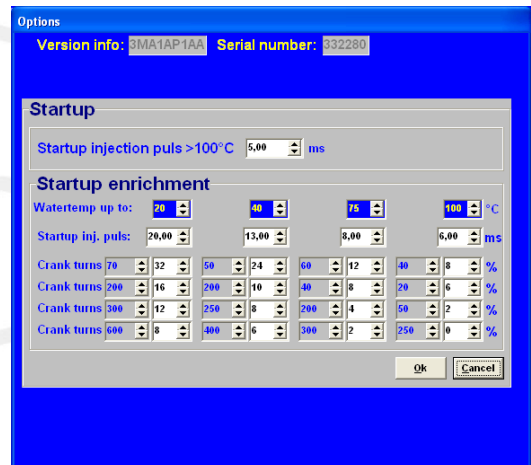 Options
Version info: 3MA1AP1AA Serial number: 332280
Startup
Startup injection puls >100°C 5,00 ms
Startup enrichment
Watertemp up to: 20 40 75 100 °C
Startup inj. puls: 20,00 13,00 8,00 6,00 ms
Crank turns 70 32 50 24 60 12 40 8 %
Crank turns 200 16 200 10 40 8 20 6 %
Crank turns 300 12 250 8 200 4 50 2 %
Crank turns 600 8 400 6 300 2 250 0 %
Ok Cancel